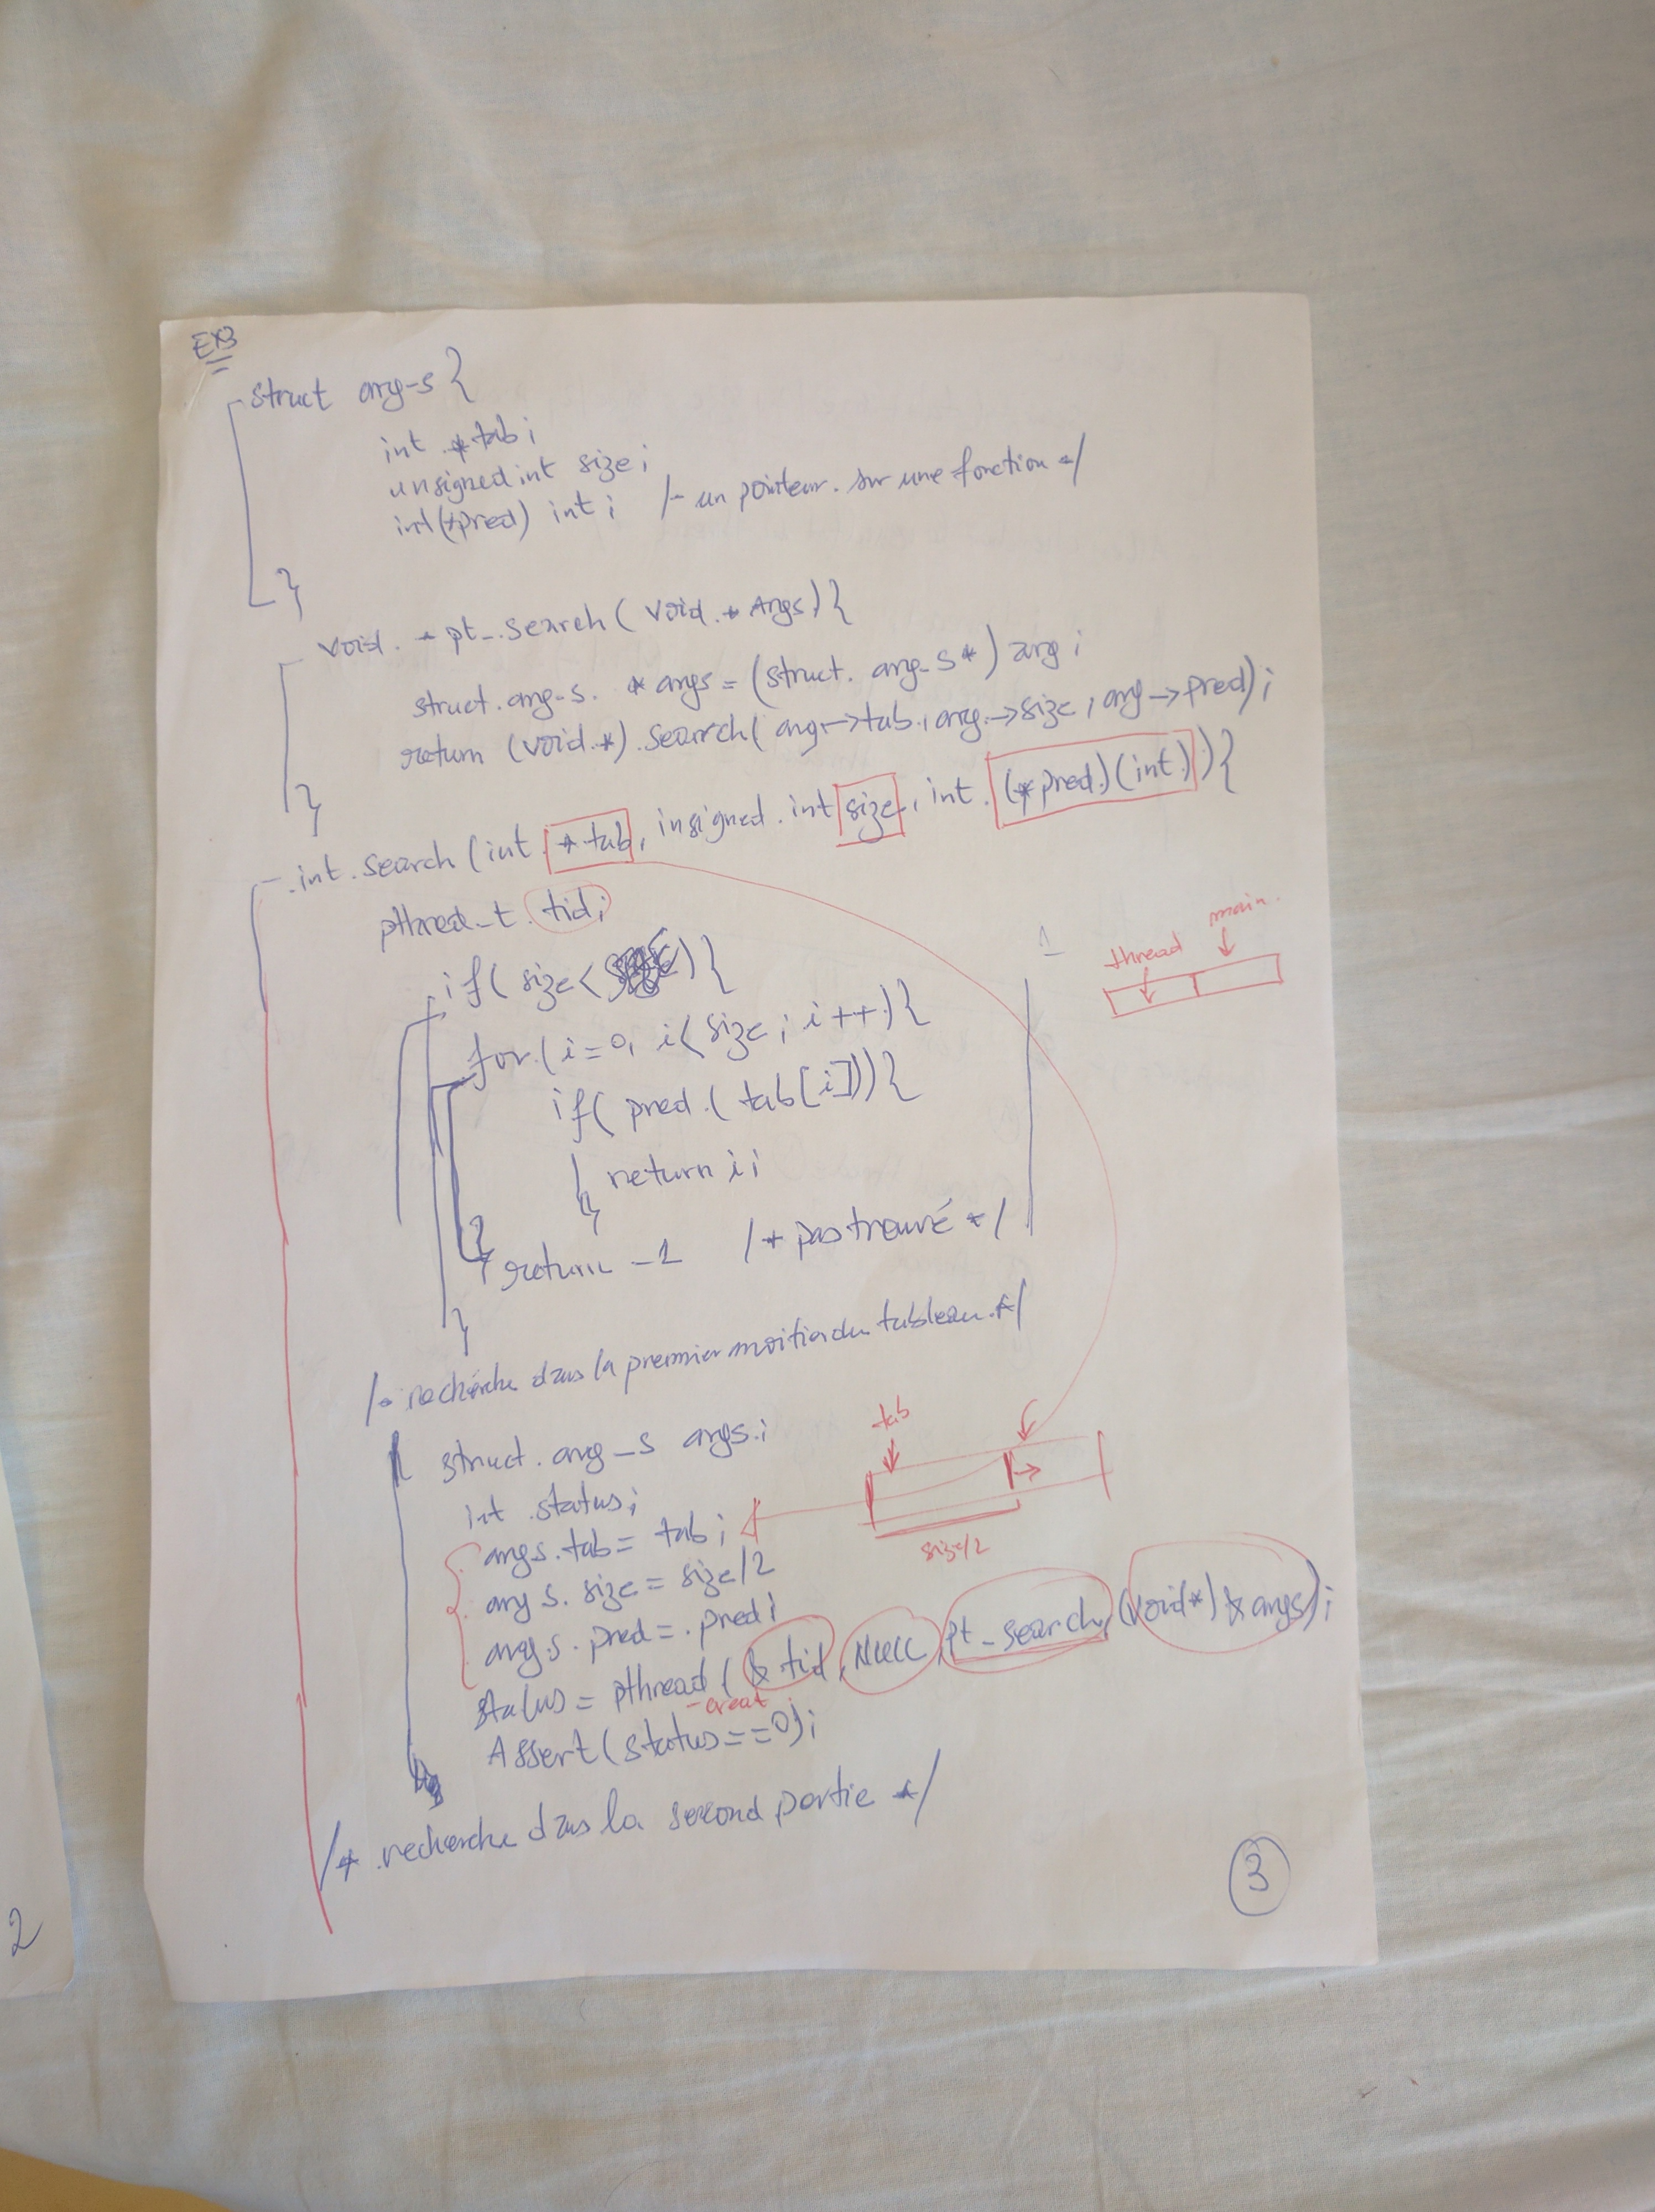 EX3
struct arg-s {
int *tab;
unsigned int size;
int(*pred) int; /* un pointeur. sur une fonction */
}
void. * pt_search( void. * Args) {
struct. arg-s. * args = (struct. arg-s*) arg;
return (void.*). search( arg->tab, arg->size, arg->pred);
}
int. search (int. *tab, insigned. int size, int. (*pred.)(int.)) {
pthread_t. tid;
1
thread main.
if( size < ) {
for. ( i=0, i< size; i++) {
if( pred. ( tab[i])) {
return i;
}
}
return -1 /* pas trouvé */
}
/* recherche dans la premier moitier du tableau. */
struct. arg_s args.;
tab
int. status;
args. tab = tab;
args. size = size/2
size/2
args. pred = . pred;
status = pthread ( & tid, NULL, pt_search, (void*) & args);
-creat
Assert( status == 0);
/* recherche dans la second partie */
3
2